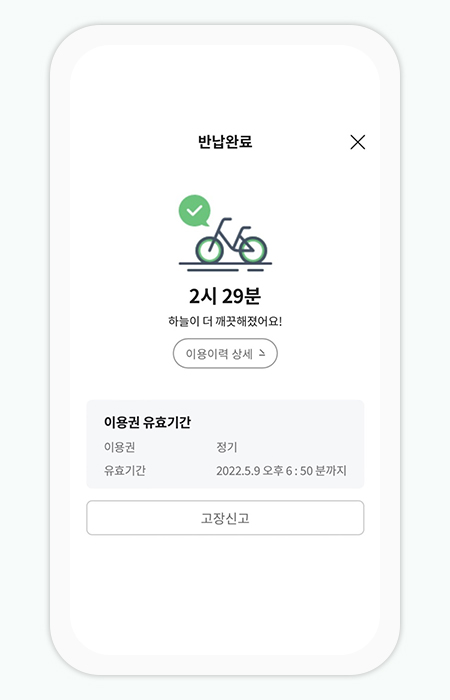 반납완료
2시 29분
하늘이 더 깨끗해졌어요!
이용이력 상세 >
이용권 유효기간
이용권 정기
유효기간 2022.5.9 오후 6 : 50 분까지
고장신고